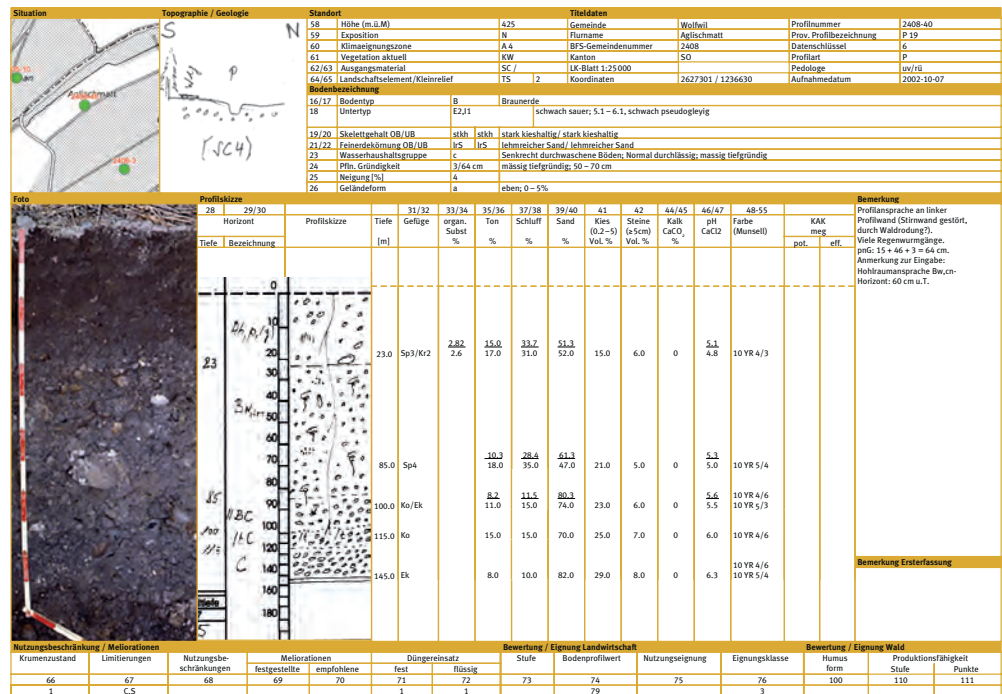 Situation
Topographie / Geologie
S N
Way P
(SC4)
Aglischmatt
2408-3
Standort Titeldaten
58 Höhe (m.ü.M) 425 Gemeinde Wolfwil Profilnummer 2408-40
59 Exposition N Flurname Aglischmatt Prov. Profilbezeichnung P 19
60 Klimaeignungszone A 4 BFS-Gemeindenummer 2408 Datenschlüssel 6
61 Vegetation aktuell KW Kanton SO Profilart P
62/63 Ausgangsmaterial SC / LK-Blatt 1:25000 Pedologe uv/rü
64/65 Landschaftselement/Kleinrelief TS 2 Koordinaten 2627301 / 1236630 Aufnahmedatum 2002-10-07
Bodenbezeichnung
16/17 Bodentyp B Braunerde
18 Untertyp E2,I1 schwach sauer; 5.1 – 6.1, schwach pseudogleyig
19/20 Skelettgehalt OB/UB stkh stkh stark kieshaltig/ stark kieshaltig
21/22 Feinerdekörnung OB/UB lrS lrS lehmreicher Sand/ lehmreicher Sand
23 Wasserhaushaltsgruppe c Senkrecht durchwaschene Böden; Normal durchlässig; massig tiefgründig
24 Pfln. Gründigkeit 3/64 cm mässig tiefgründig; 50 – 70 cm
25 Neigung [%] 4
26 Geländeform a eben; 0 – 5%
Foto
Profilskizze
Bemerkung
28 29/30 31/32 33/34 35/36 37/38 39/40 41 42 44/45 46/47 48-55
Horizont Profilskizze Tiefe Gefüge organ. Ton Schluff Sand Kies Steine Kalk pH Farbe KAK
Subst (0.2–5) (≥5cm) CaCO2 CaCl2 (Munsell) meg
Tiefe Bezeichnung [m] % % % % Vol. % Vol. % % pot. eff.
Profilansprache an linker
Profilwand (Stirnwand gestört,
durch Waldrodung?).
Viele Regenwurmgänge.
pnG: 15 + 46 + 3 = 64 cm.
Anmerkung zur Eingabe:
Hohlraumansprache Bw,cn-
Horizont: 60 cm u.T.
0
10
20
30
40
50
60
70
80
90
100
110
120
140
160
180
23
85
100
115
IIBC
C
5
2.82 15.0 33.7 51.3 5.1
23.0 Sp3/Kr2 2.6 17.0 31.0 52.0 15.0 6.0 0 4.8 10 YR 4/3
10.3 28.4 61.3 5.3
85.0 Sp4 18.0 35.0 47.0 21.0 5.0 0 5.0 10 YR 5/4
8.2 11.5 80.3 5.6 10 YR 4/6
100.0 Ko/Ek 11.0 15.0 74.0 23.0 6.0 0 5.5 10 YR 5/3
115.0 Ko 15.0 15.0 70.0 25.0 7.0 0 6.0 10 YR 4/6
10 YR 4/6
145.0 Ek 8.0 10.0 82.0 29.0 8.0 0 6.3 10 YR 5/4
Bemerkung Ersterfassung
Nutzungsbeschränkung / Meliorationen Bewertung / Eignung Landwirtschaft Bewertung / Eignung Wald
Krumenzustand Limitierungen Nutzungsbe- Meliorationen Düngereinsatz Stufe Bodenprofilwert Nutzungseignung Eignungsklasse Humus Produktionsfähigkeit
schränkungen festgestellte empfohlene fest flüssig form Stufe Punkte
66 67 68 69 70 71 72 73 74 75 76 100 110 111
1 C,S 1 1 79 3